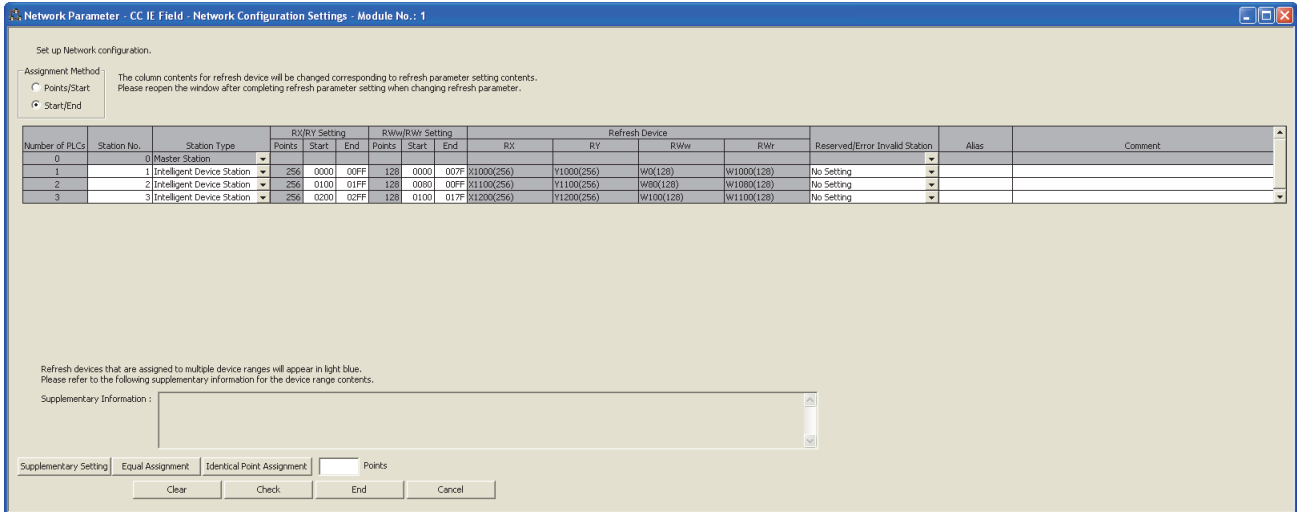 Network Parameter - CC IE Field - Network Configuration Settings - Module No.: 1
Set up Network configuration.
Assignment Method
Points/Start
Start/End
The column contents for refresh device will be changed corresponding to refresh parameter setting contents.
Please reopen the window after completing refresh parameter setting when changing refresh parameter.
RX/RY Setting RWw/RWr Setting Refresh Device
Number of PLCs Station No. Station Type Points Start End Points Start End RX RY RWw RWr Reserved/Error Invalid Station Alias Comment
0 0 Master Station
1 1 Intelligent Device Station 256 0000 00FF 128 0000 007F X1000(256) Y1000(256) W0(128) W1000(128) No Setting
2 2 Intelligent Device Station 256 0100 01FF 128 0080 00FF X1100(256) Y1100(256) W80(128) W1080(128) No Setting
3 3 Intelligent Device Station 256 0200 02FF 128 0100 017F X1200(256) Y1200(256) W100(128) W1100(128) No Setting
Refresh devices that are assigned to multiple device ranges will appear in light blue.
Please refer to the following supplementary information for the device range contents.
Supplementary Information :
Supplementary Setting Equal Assignment Identical Point Assignment Points
Clear Check End Cancel